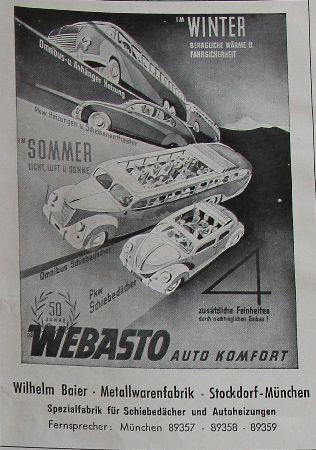 IM
WINTER
BEHAGLICHE WÄRME U.
FAHRSICHERHEIT
Omnibus- u. Anhänger Heizung
Pkw Heizungen u. Scheibenentfroster
IM
SOMMER
LICHT, LUFT U. SONNE
Omnibus Schiebedächer
Pkw
Schiebedächer
4
zusätzliche Feinheiten
durch nachträglichen Einbau!
50
JAHRE
WEBASTO AUTO KOMFORT
Wilhelm Baier · Metallwarenfabrik · Stockdorf-München
Spezialfabrik für Schiebedächer und Autoheizungen
Fernsprecher: München 89357 · 89358 · 89359